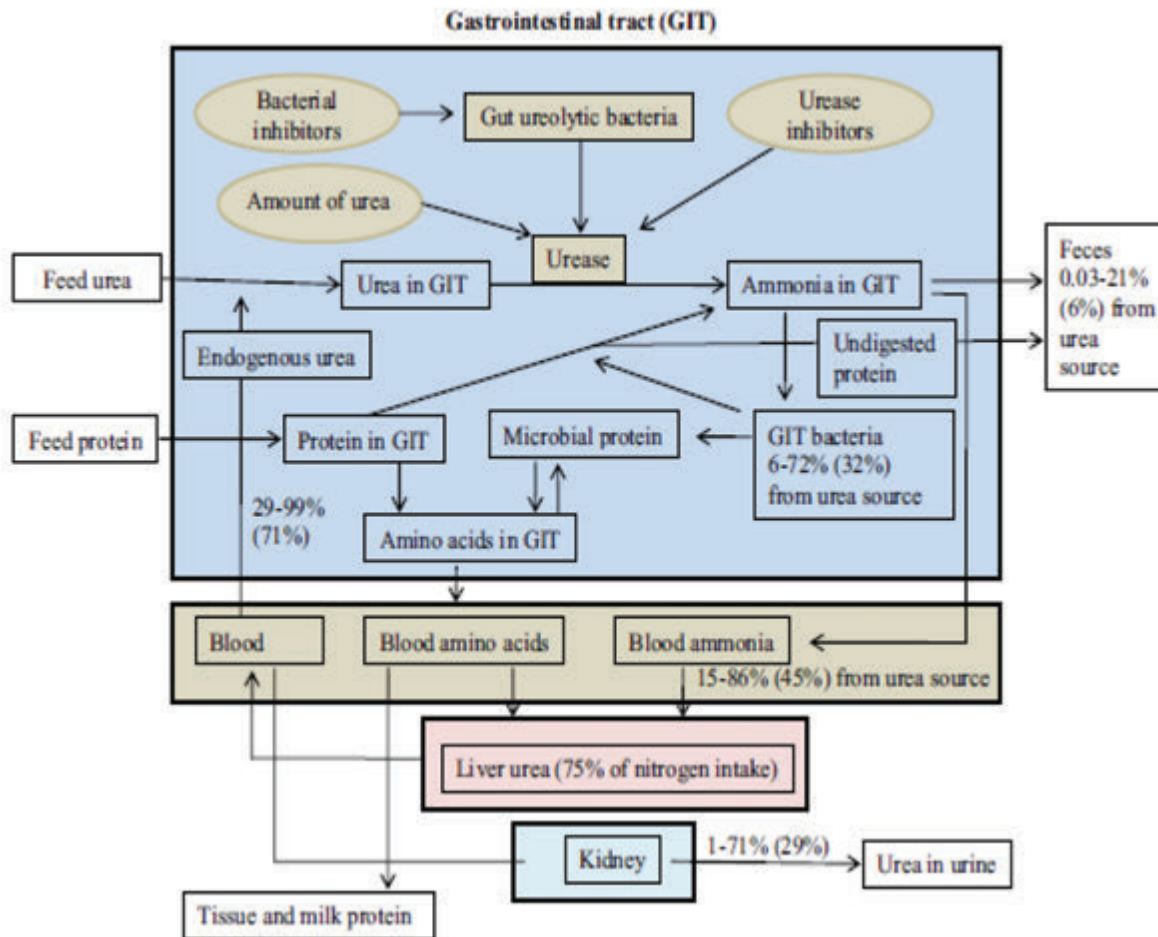 Gastrointestinal tract (GIT)
Bacterial
inhibitors
Gut ureolytic bacteria
Urease
inhibitors
Amount of urea
Urease
Feed urea
Urea in GIT
Ammonia in GIT
Feces
0.03-21%
(6%) from
urea
source
Endogenous urea
Undigested
protein
Feed protein
Protein in GIT
Microbial protein
GIT bacteria
6-72% (32%)
from urea source
29-99%
(71%)
Amino acids in GIT
Blood
Blood amino acids
Blood ammonia
15-86% (45%) from urea source
Liver urea (75% of nitrogen intake)
Kidney
1-71% (29%)
Urea in urine
Tissue and milk protein